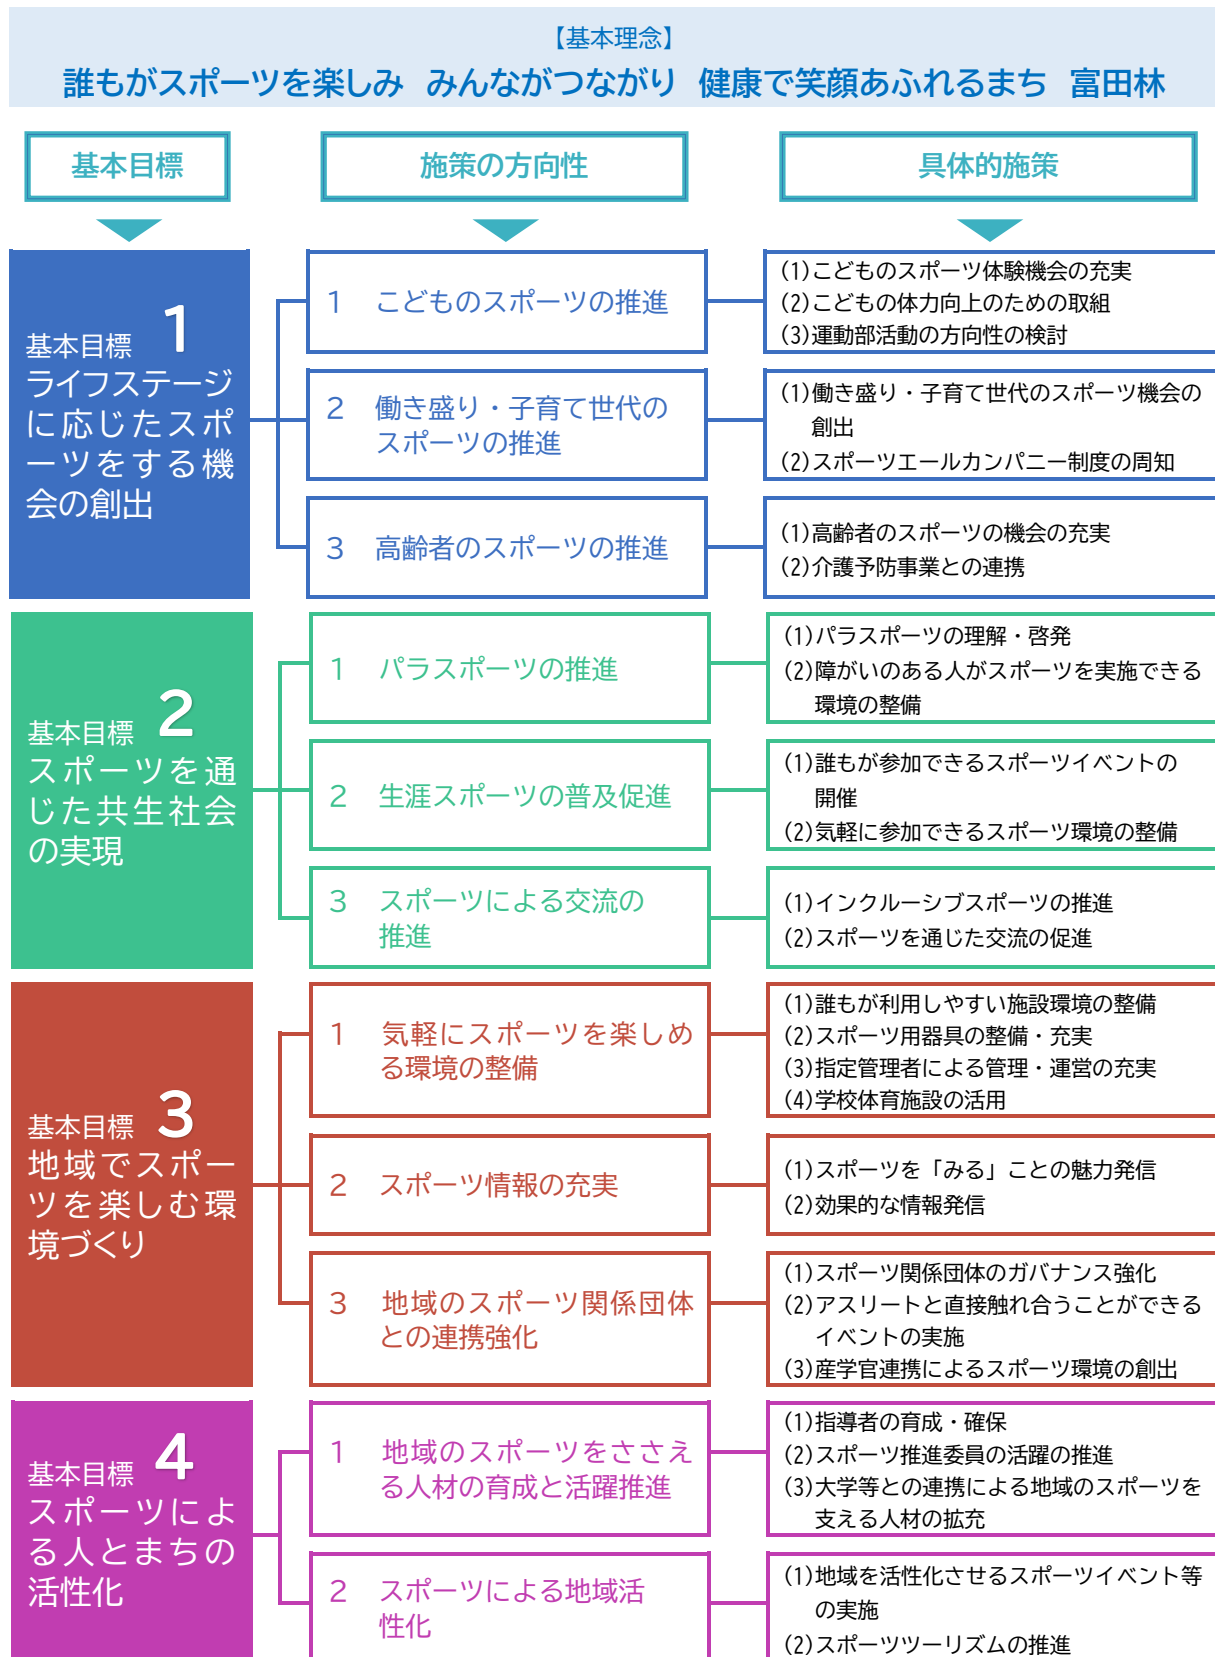 【基本理念】
誰もがスポーツを楽しみ　みんながつながり　健康で笑顔あふれるまち　富田林
基本目標
施策の方向性
具体的施策
基本目標 1
ライフステージ
に応じたスポ
ーツをする機
会の創出
1　こどものスポーツの推進
(1)こどものスポーツ体験機会の充実
(2)こどもの体力向上のための取組
(3)運動部活動の方向性の検討
2　働き盛り・子育て世代の
スポーツの推進
(1)働き盛り・子育て世代のスポーツ機会の
創出
(2)スポーツエールカンパニー制度の周知
3　高齢者のスポーツの推進
(1)高齢者のスポーツの機会の充実
(2)介護予防事業との連携
基本目標 2
スポーツを通
じた共生社会
の実現
1　パラスポーツの推進
(1)パラスポーツの理解・啓発
(2)障がいのある人がスポーツを実施できる
環境の整備
2　生涯スポーツの普及促進
(1)誰もが参加できるスポーツイベントの
開催
(2)気軽に参加できるスポーツ環境の整備
3　スポーツによる交流の
推進
(1)インクルーシブスポーツの推進
(2)スポーツを通じた交流の促進
基本目標 3
地域でスポー
ツを楽しむ環
境づくり
1　気軽にスポーツを楽しめ
る環境の整備
(1)誰もが利用しやすい施設環境の整備
(2)スポーツ用器具の整備・充実
(3)指定管理者による管理・運営の充実
(4)学校体育施設の活用
2　スポーツ情報の充実
(1)スポーツを「みる」ことの魅力発信
(2)効果的な情報発信
3　地域のスポーツ関係団体
との連携強化
(1)スポーツ関係団体のガバナンス強化
(2)アスリートと直接触れ合うことができる
イベントの実施
(3)産学官連携によるスポーツ環境の創出
基本目標 4
スポーツによ
る人とまちの
活性化
1　地域のスポーツをささえ
る人材の育成と活躍推進
(1)指導者の育成・確保
(2)スポーツ推進委員の活躍の推進
(3)大学等との連携による地域のスポーツを
支える人材の拡充
2　スポーツによる地域活
性化
(1)地域を活性化させるスポーツイベント等
の実施
(2)スポーツツーリズムの推進